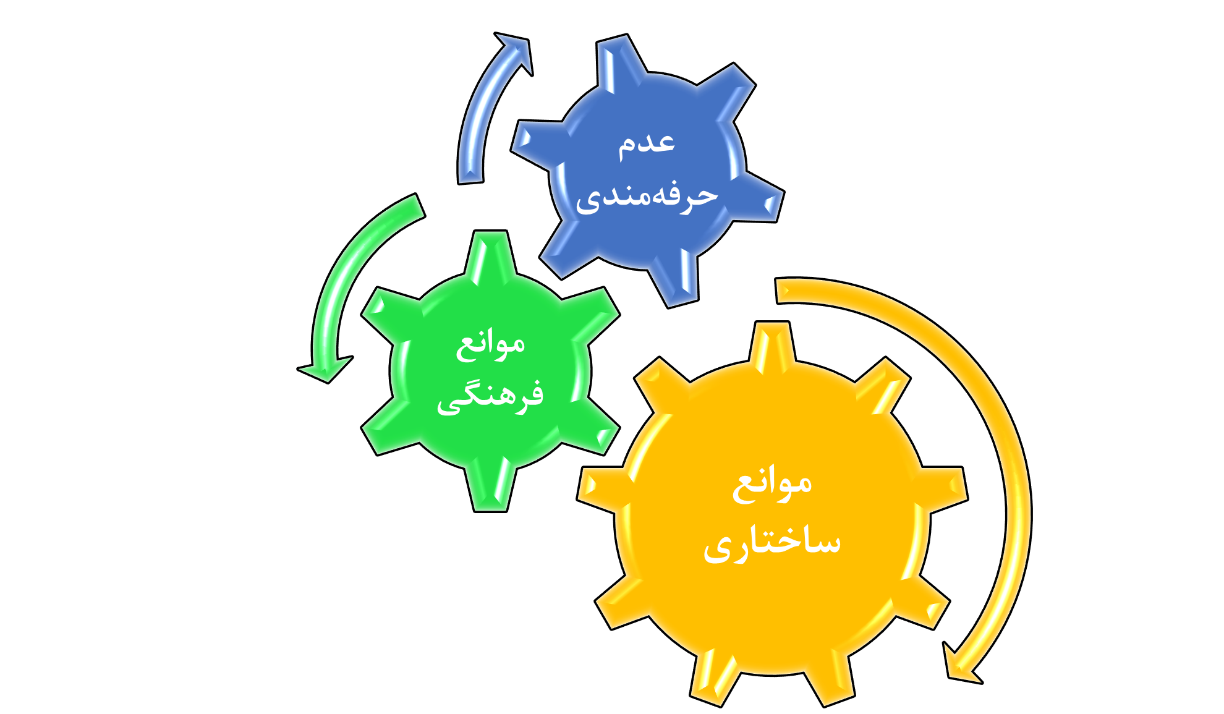 عدم
حرفه‌مندی
موانع
فرهنگی
موانع
ساختاری